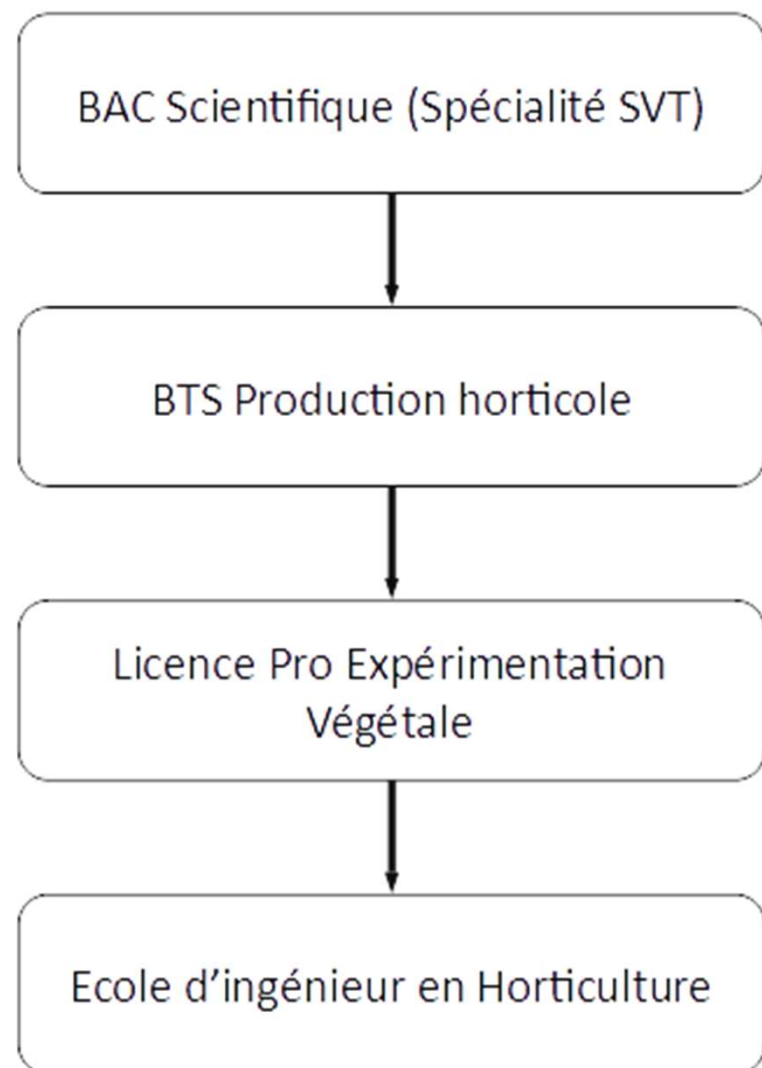 BAC Scientifique (Spécialité SVT)
BTS Production horticole
Licence Pro Expérimentation
Végétale
Ecole d’ingénieur en Horticulture